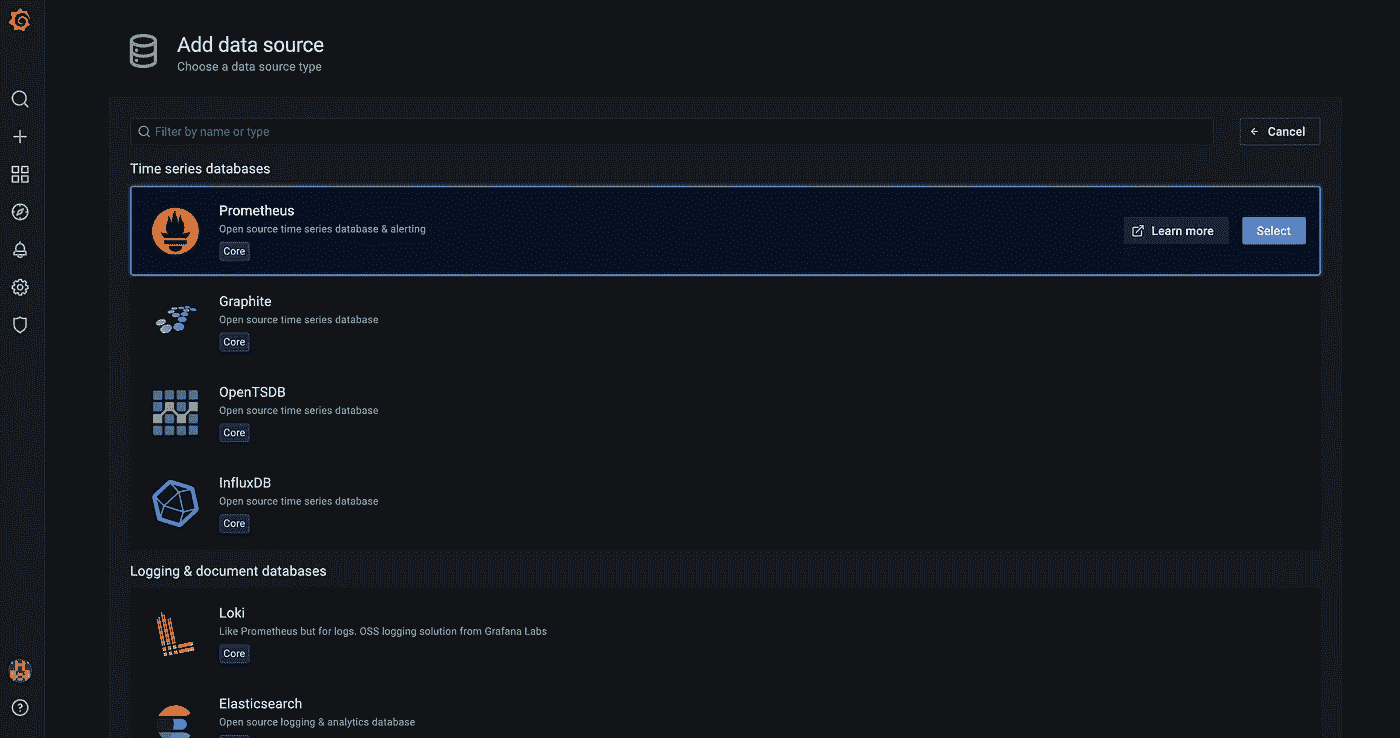 Add data source
Choose a data source type
Filter by name or type
Cancel
Time series databases
Prometheus
Open source time series database & alerting
Core
Learn more
Select
Graphite
Open source time series database
Core
OpenTSDB
Open source time series database
Core
InfluxDB
Open source time series database
Core
Logging & document databases
Loki
Like Prometheus but for logs. OSS logging solution from Grafana Labs
Core
Elasticsearch
Open source logging & analytics database